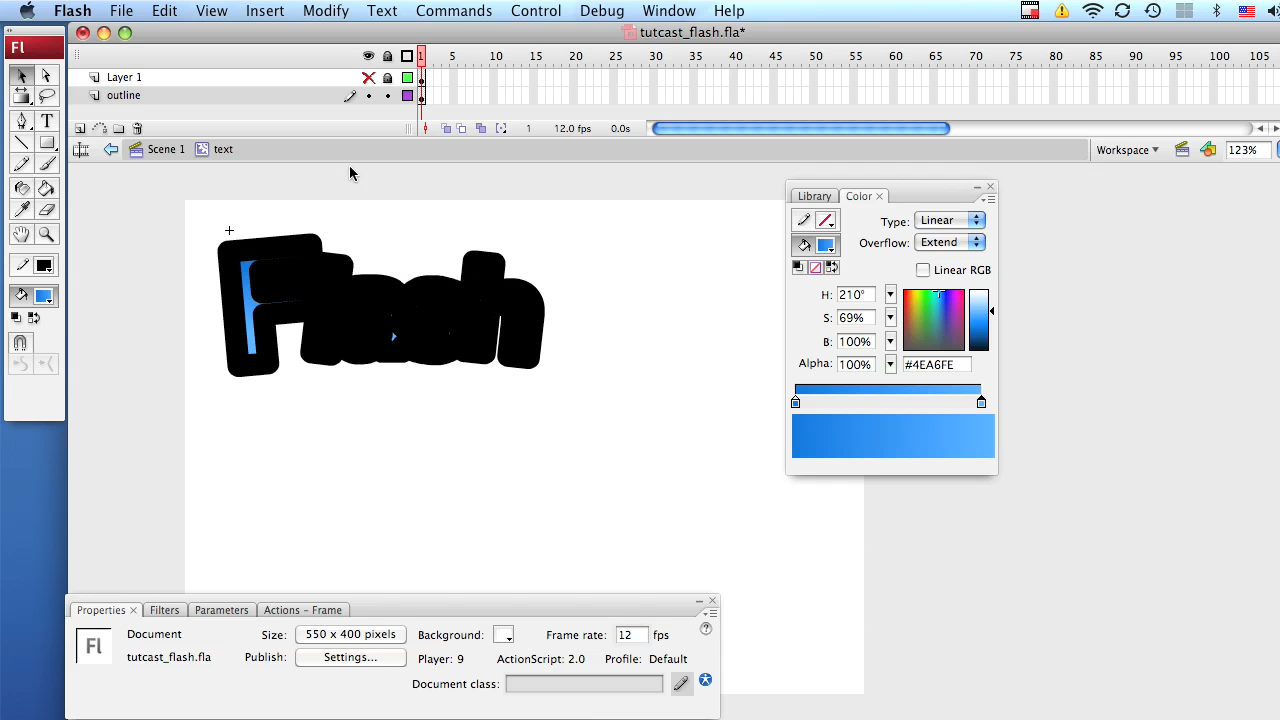 Flash File Edit View Insert Modify Text Commands Control Debug Window Help
tutcast_flash.fla*
Fl
1 5 10 15 20 25 30 35 40 45 50 55 60 65 70 75 80 85 90 95 100 105
Layer 1
outline
1 12.0 fps 0.0s
Scene 1 text Workspace 123%
Flash
Library Color
Type: Linear
Overflow: Extend
Linear RGB
H: 210°
S: 69%
B: 100%
Alpha: 100% #4EA6FE
Properties Filters Parameters Actions - Frame
Fl
Document Size: 550 x 400 pixels Background: Frame rate: 12 fps
tutcast_flash.fla Publish: Settings... Player: 9 ActionScript: 2.0 Profile: Default
Document class: